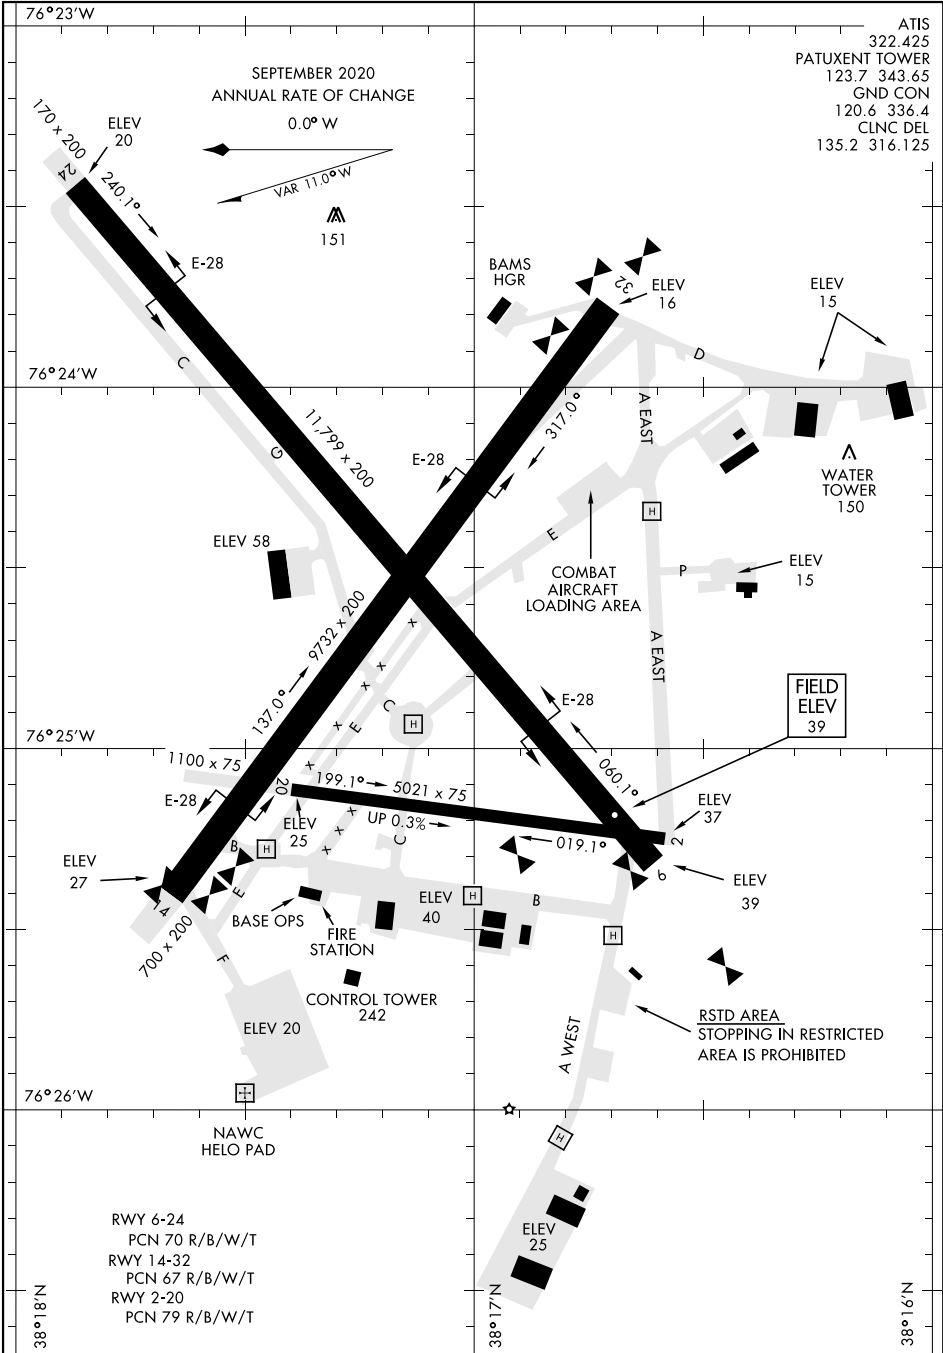 76°23'W
ATIS
322.425
PATUXENT TOWER
123.7 343.65
GND CON
120.6 336.4
CLNC DEL
135.2 316.125
SEPTEMBER 2020
ANNUAL RATE OF CHANGE
0.0° W
VAR 11.0° W
151
170 x 200
ELEV
20
24
240.1°
E-28
BAMS
HGR
32
ELEV
16
ELEV
15
D
C
76°24'W
11,799 x 200
317.0°
A EAST
G
E-28
WATER
TOWER
150
H
E
ELEV 58
COMBAT
AIRCRAFT
LOADING AREA
P
ELEV
15
9732 x 200
x
x
x
x
x
x
x
x
x
x
A EAST
137.0°
C
E
H
E-28
FIELD
ELEV
39
76°25'W
1100 x 75
060.1°
E-28
20
199.1°
5021 x 75
UP 0.3%
ELEV
25
C
019.1°
2
ELEV
37
B
H
ELEV
27
6
ELEV
39
14
E
700 x 200
BASE OPS
FIRE
STATION
ELEV
40
H
B
H
F
CONTROL TOWER
242
ELEV 20
A WEST
RSTD AREA
STOPPING IN RESTRICTED
AREA IS PROHIBITED
76°26'W
NAWC
HELO PAD
H
RWY 6-24
PCN 70 R/B/W/T
RWY 14-32
PCN 67 R/B/W/T
RWY 2-20
PCN 79 R/B/W/T
ELEV
25
38°18'N
38°17'N
38°16'N